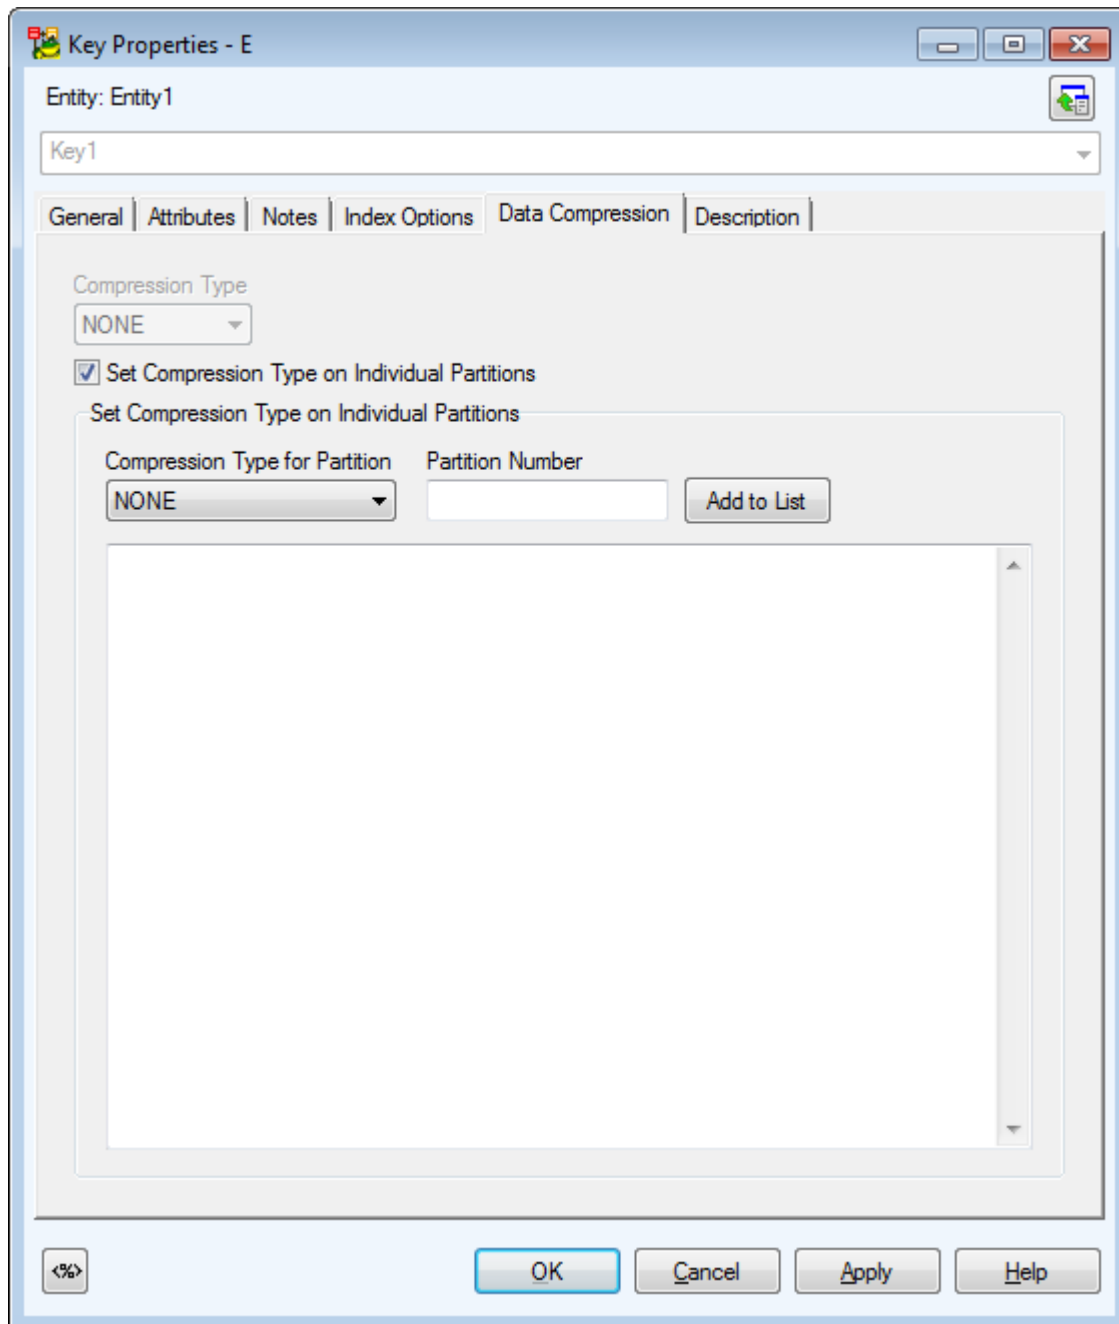 Key Properties - E
Entity: Entity1
Key1
General Attributes Notes Index Options Data Compression Description
Compression Type
NONE
Set Compression Type on Individual Partitions
Set Compression Type on Individual Partitions
Compression Type for Partition Partition Number
NONE Add to List
<%> OK Cancel Apply Help